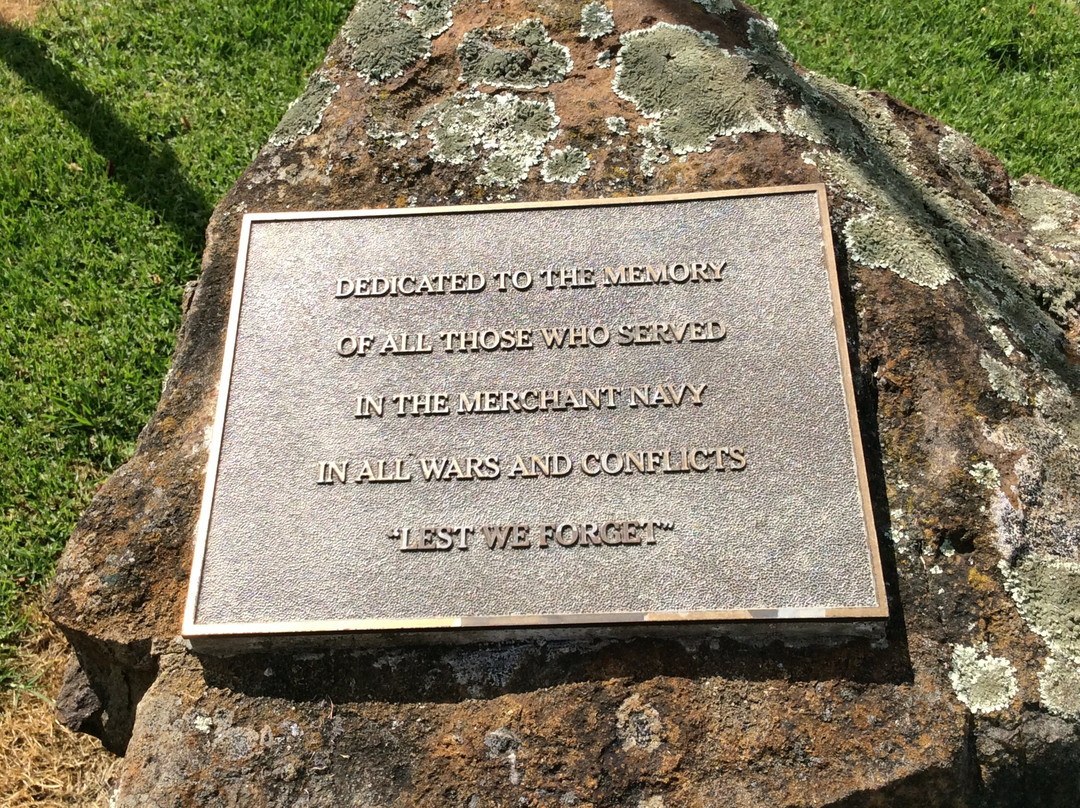 DEDICATED TO THE MEMORY
OF ALL THOSE WHO SERVED
IN THE MERCHANT NAVY
IN ALL WARS AND CONFLICTS
“LEST WE FORGET”